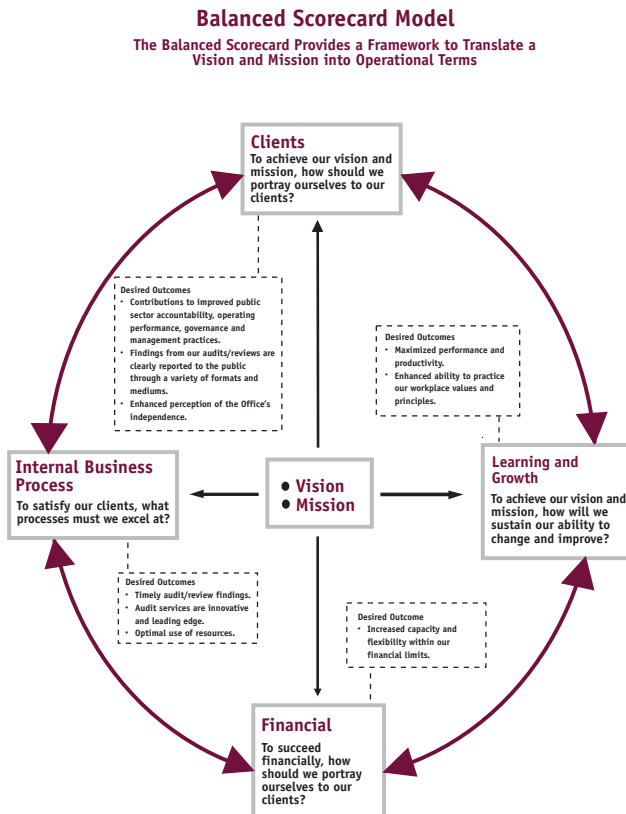 Balanced Scorecard Model
The Balanced Scorecard Provides a Framework to Translate a
Vision and Mission into Operational Terms
Clients
To achieve our vision and
mission, how should we
portray ourselves to our
clients?
Desired Outcomes
• Contributions to improved public
sector accountability, operating
performance, governance and
management practices.
• Findings from our audits/reviews are
clearly reported to the public
through a variety of formats and
mediums.
• Enhanced perception of the Office's
independence.
Desired Outcomes
• Maximized performance and
productivity.
• Enhanced ability to practice
our workplace values and
principles.
Internal Business
Process
To satisfy our clients, what
processes must we excel at?
• Vision
• Mission
Learning and
Growth
To achieve our vision and
mission, how will we
sustain our ability to
change and improve?
Desired Outcomes
• Timely audit/review findings.
• Audit services are innovative
and leading edge.
• Optimal use of resources.
Desired Outcome
• Increased capacity and
flexibility within our
financial limits.
Financial
To succeed
financially, how
should we portray
ourselves to our
clients?